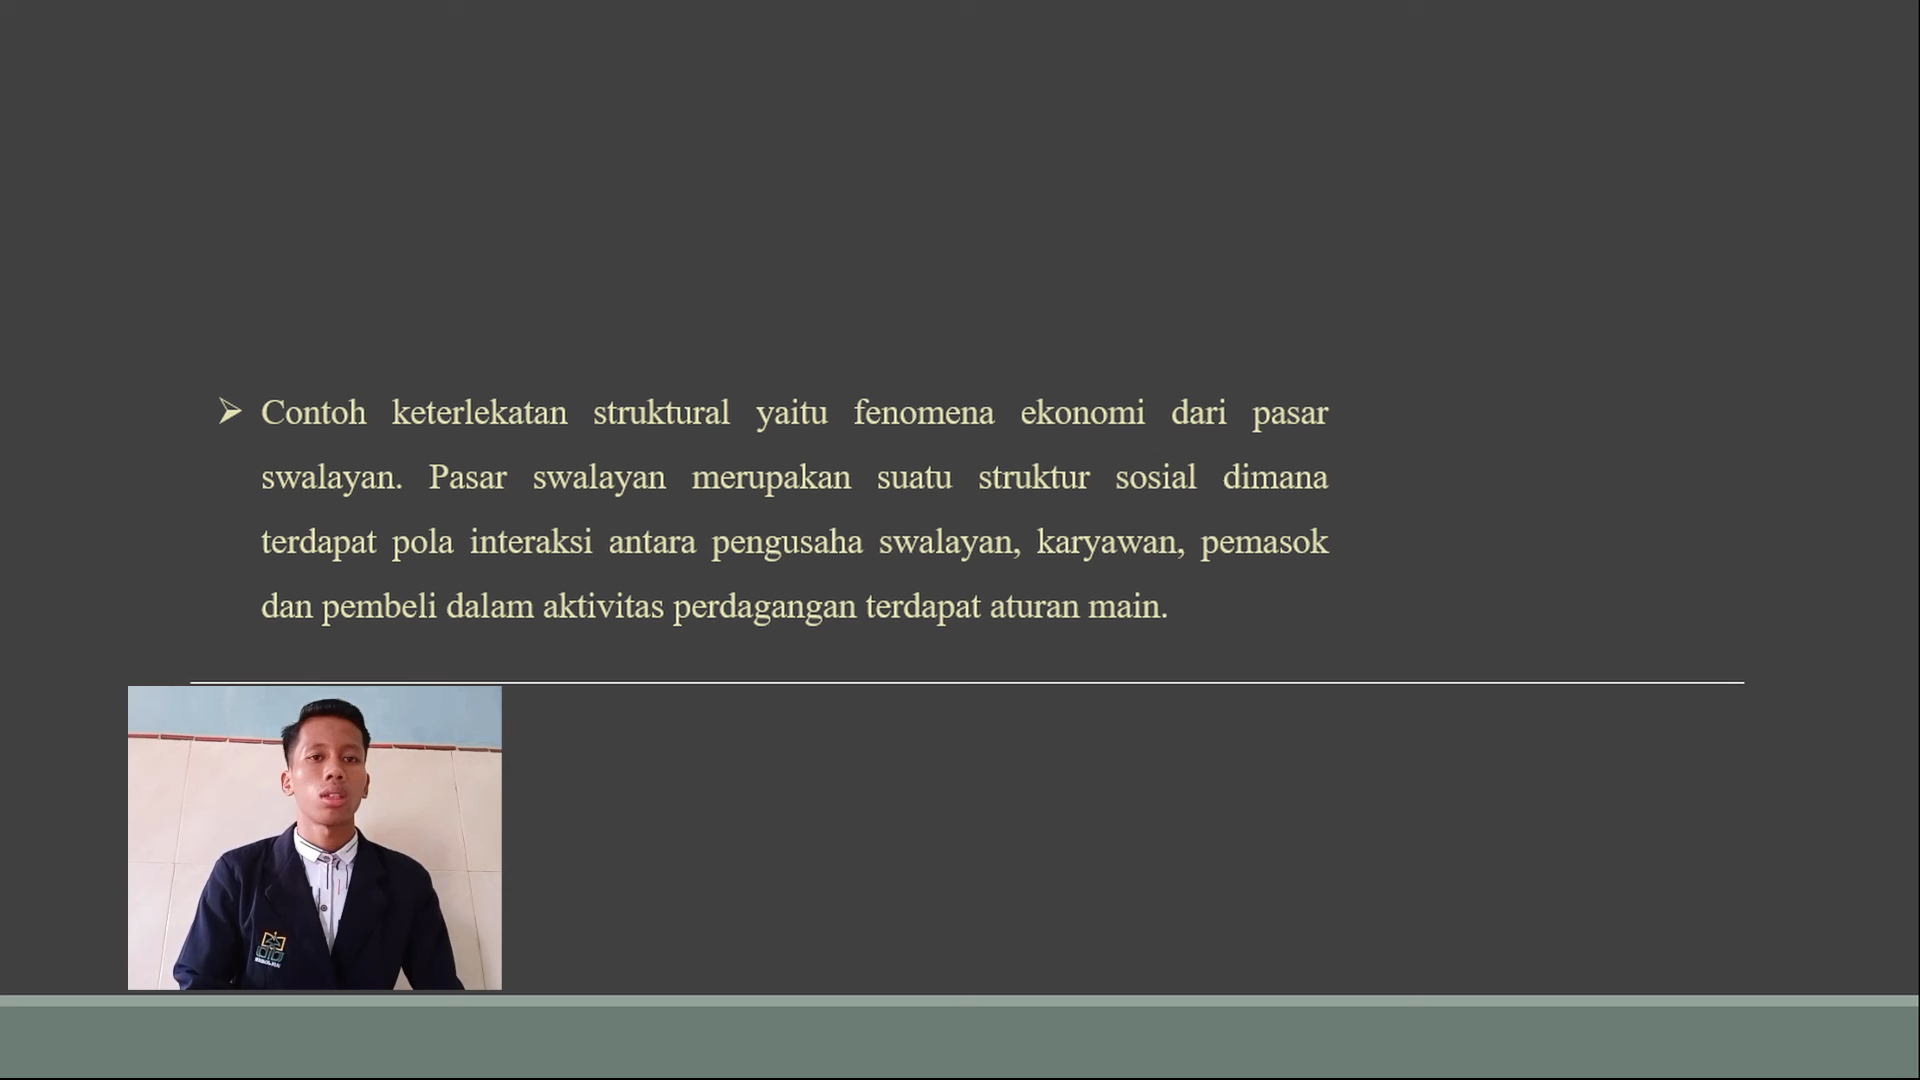 Contoh keterlekatan struktural yaitu fenomena ekonomi dari pasar
swalayan. Pasar swalayan merupakan suatu struktur sosial dimana
terdapat pola interaksi antara pengusaha swalayan, karyawan, pemasok
dan pembeli dalam aktivitas perdagangan terdapat aturan main.